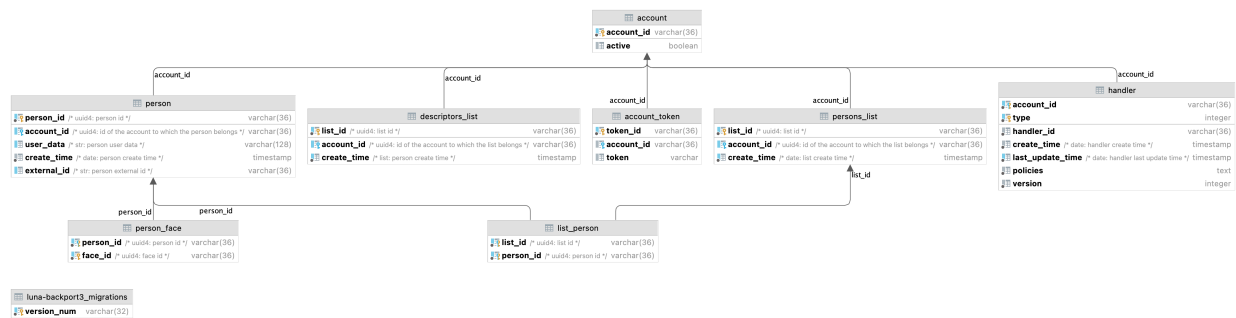 account
account_id varchar(36)
active boolean
account_id
account_id
account_id
account_id
account_id
person
person_id /* uuid4: person id */ varchar(36)
account_id /* uuid4: id of the account to which the person belongs */ varchar(36)
user_data /* str: person user data */ varchar(128)
create_time /* date: person create time */ timestamp
external_id /* str: person external id */ varchar(36)
descriptors_list
list_id /* uuid4: list id */ varchar(36)
account_id /* uuid4: id of the account to which the list belongs */ varchar(36)
create_time /* list: person create time */ timestamp
account_token
token_id varchar(36)
account_id varchar(36)
token varchar
persons_list
list_id /* uuid4: list id */ varchar(36)
account_id /* uuid4: id of the account to which the list belongs */ varchar(36)
create_time /* date: list create time */ timestamp
handler
account_id varchar(36)
type integer
handler_id varchar(36)
create_time /* date: handler create time */ timestamp
last_update_time /* date: handler last update time */ timestamp
policies text
version integer
person_id
person_id
list_id
person_face
person_id /* uuid4: person id */ varchar(36)
face_id /* uuid4: face id */ varchar(36)
list_person
list_id /* uuid4: list id */ varchar(36)
person_id /* uuid4: person id */ varchar(36)
luna-backport3_migrations
version_num varchar(32)